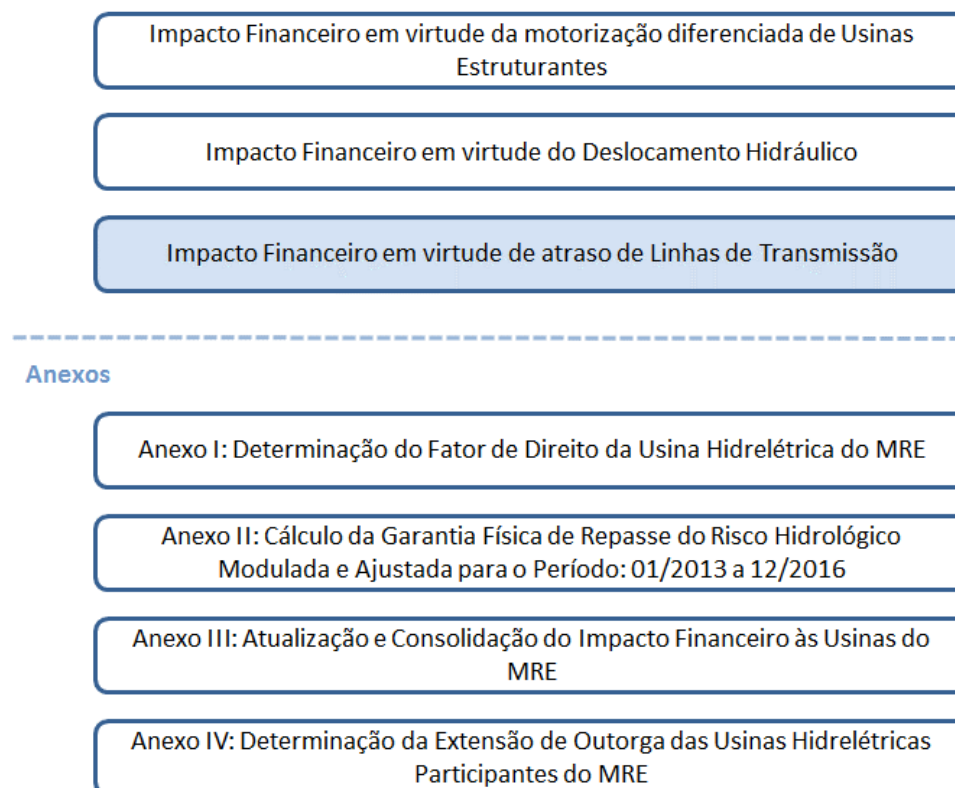 Impacto Financeiro em virtude da motorização diferenciada de Usinas
Estruturantes
Impacto Financeiro em virtude do Deslocamento Hidráulico
Impacto Financeiro em virtude de atraso de Linhas de Transmissão
Anexos
Anexo I: Determinação do Fator de Direito da Usina Hidrelétrica do MRE
Anexo II: Cálculo da Garantia Física de Repasse do Risco Hidrológico
Modulada e Ajustada para o Período: 01/2013 a 12/2016
Anexo III: Atualização e Consolidação do Impacto Financeiro às Usinas do
MRE
Anexo IV: Determinação da Extensão de Outorga das Usinas Hidrelétricas
Participantes do MRE